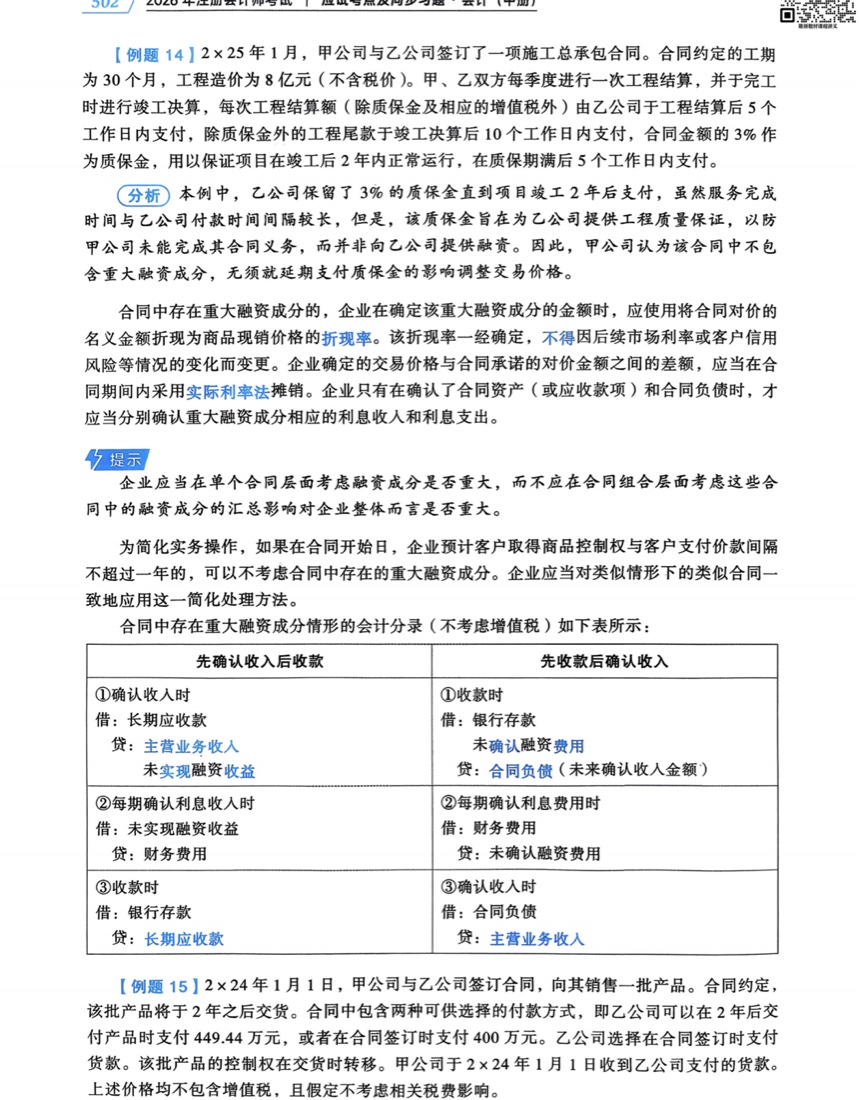 502 2026 年注册会计师考试 | 应试考点及同步习题·会计(中册)
【例题 14】2×25 年 1 月，甲公司与乙公司签订了一项施工总承包合同。合同约定的工期
为 30 个月，工程造价为 8 亿元（不含税价）。甲、乙双方每季度进行一次工程结算，并于完工
时进行竣工决算，每次工程结算额（除质保金及相应的增值税外）由乙公司于工程结算后 5 个
工作日内支付，除质保金外的工程尾款于竣工决算后 10 个工作日内支付，合同金额的 3% 作
为质保金，用以保证项目在竣工后 2 年内正常运行，在质保期满后 5 个工作日内支付。
分析 本例中，乙公司保留了 3% 的质保金直到项目竣工 2 年后支付，虽然服务完成
时间与乙公司付款时间间隔较长，但是，该质保金旨在为乙公司提供工程质量保证，以防
甲公司未能完成其合同义务，而并非向乙公司提供融资。因此，甲公司认为该合同中不包
含重大融资成分，无须就延期支付质保金的影响调整交易价格。
合同中存在重大融资成分的，企业在确定该重大融资成分的金额时，应使用将合同对价的
名义金额折现为商品现销价格的折现率。该折现率一经确定，不得因后续市场利率或客户信用
风险等情况的变化而变更。企业确定的交易价格与合同承诺的对价金额之间的差额，应当在合
同期间内采用实际利率法摊销。企业只有在确认了合同资产（或应收款项）和合同负债时，才
应当分别确认重大融资成分相应的利息收入和利息支出。
提示
企业应当在单个合同层面考虑融资成分是否重大，而不应在合同组合层面考虑这些合
同中的融资成分的汇总影响对企业整体而言是否重大。
为简化实务操作，如果在合同开始日，企业预计客户取得商品控制权与客户支付价款间隔
不超过一年的，可以不考虑合同中存在的重大融资成分。企业应当对类似情形下的类似合同一
致地应用这一简化处理方法。
合同中存在重大融资成分情形的会计分录（不考虑增值税）如下表所示：
先确认收入后收款
先收款后确认收入
①确认收入时
借：长期应收款
贷：主营业务收入
未实现融资收益
①收款时
借：银行存款
未确认融资费用
贷：合同负债（未来确认收入金额）
②每期确认利息收入时
借：未实现融资收益
贷：财务费用
②每期确认利息费用时
借：财务费用
贷：未确认融资费用
③收款时
借：银行存款
贷：长期应收款
③确认收入时
借：合同负债
贷：主营业务收入
【例题 15】2×24 年 1 月 1 日，甲公司与乙公司签订合同，向其销售一批产品。合同约定，
该批产品将于 2 年之后交货。合同中包含两种可供选择的付款方式，即乙公司可以在 2 年后交
付产品时支付 449.44 万元，或者在合同签订时支付 400 万元。乙公司选择在合同签订时支付
货款。该批产品的控制权在交货时转移。甲公司于 2×24 年 1 月 1 日收到乙公司支付的货款。
上述价格均不包含增值税，且假定不考虑相关税费影响。